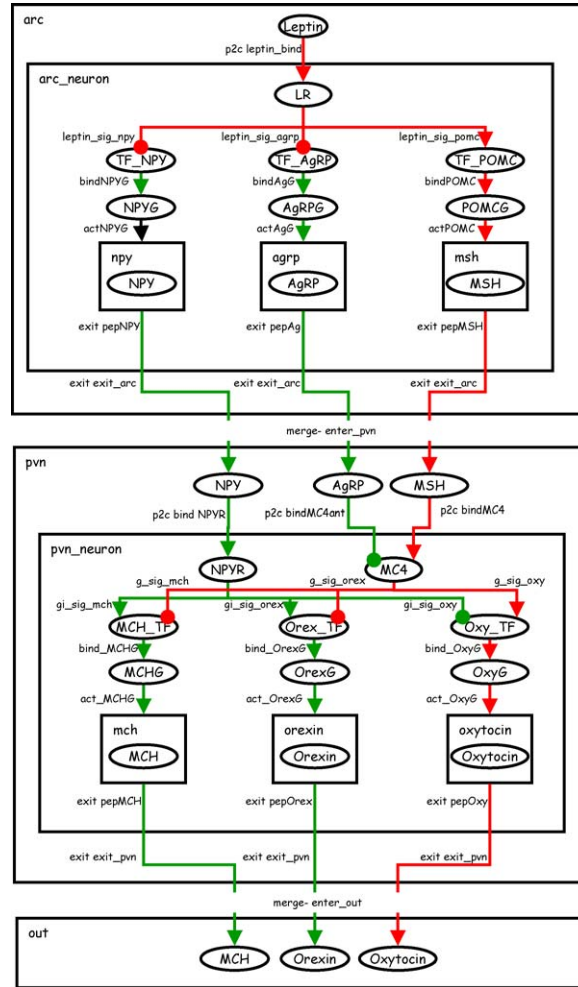 arc
Leptin
p2c leptin_bind
arc_neuron
LR
leptin_sig_npy leptin_sig_agrp leptin_sig_pomc
TF_NPY TF_AgRP TF_POMC
bindNPYG bindAgG bindPOMC
NPYG AgRPG POMCG
actNPYG actAgG actPOMC
npy agrp msh
NPY AgRP MSH
exit pepNPY exit pepAg exit pepMSH
exit exit_arc exit exit_arc exit exit_arc
merge- enter_pvn
pvn
NPY AgRP MSH
p2c bind NPYR p2c bindMC4ant p2c bindMC4
pvn_neuron
NPYR MC4
g_sig_mch g_sig_orex g_sig_oxy
gi_sig_mch gi_sig_orex gi_sig_oxy
MCH_TF Orex_TF Oxy_TF
bind_MCHG bind_OrexG bind_OxyG
MCHG OrexG OxyG
act_MCHG act_OrexG act_OxyG
mch orexin oxytocin
MCH Orexin Oxytocin
exit pepMCH exit pepOrex exit pepOxy
exit exit_pvn exit exit_pvn exit exit_pvn
merge- enter_out
out
MCH Orexin Oxytocin